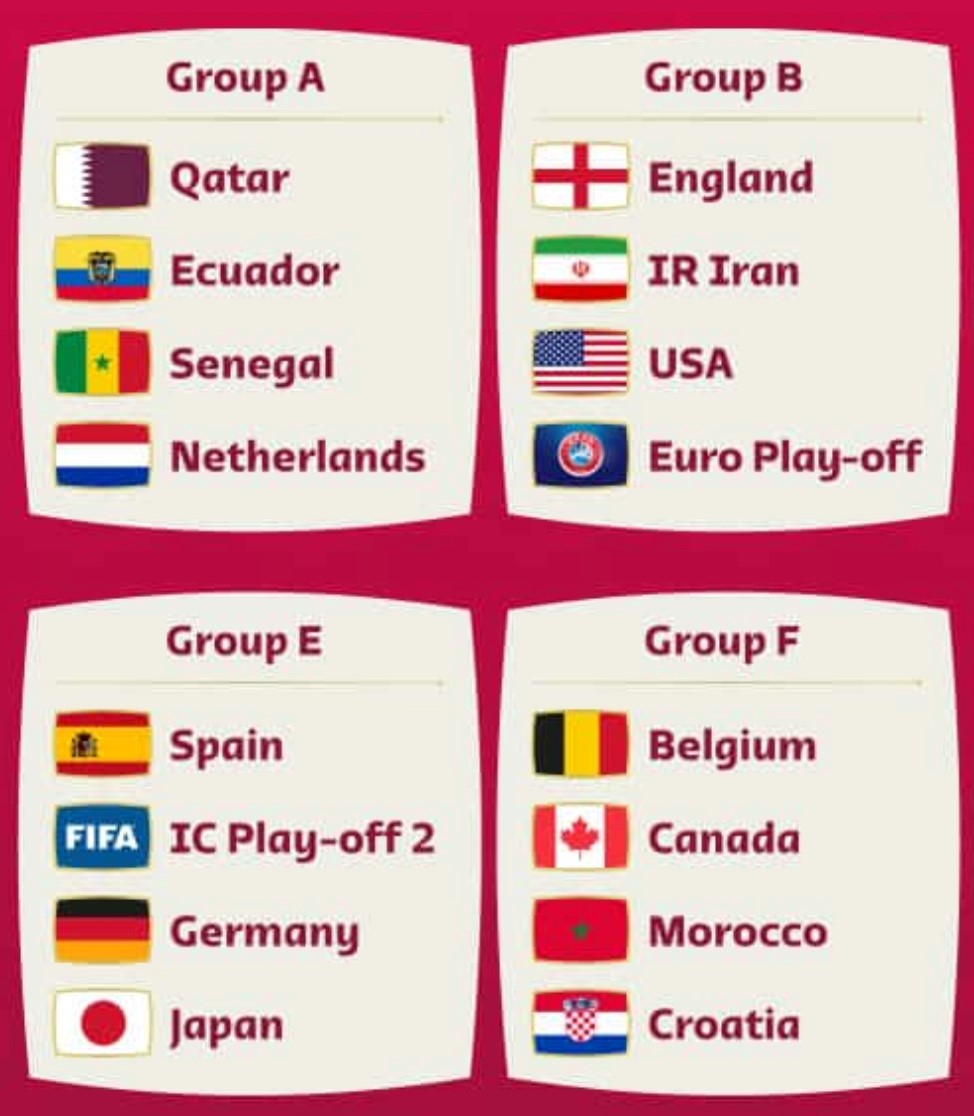 Group A
Qatar
Ecuador
Senegal
Netherlands
Group B
England
IR Iran
USA
Euro Play-off
Group E
Spain
FIFA IC Play-off 2
Germany
Japan
Group F
Belgium
Canada
Morocco
Croatia